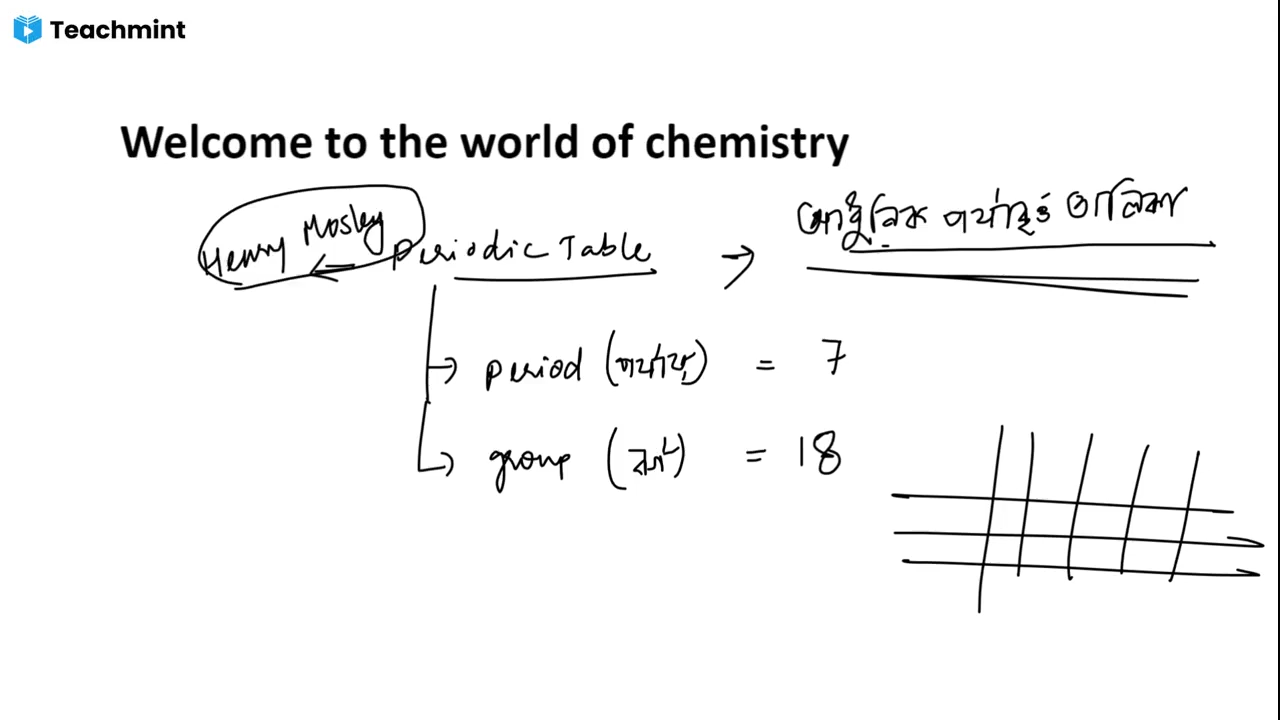 Teachmint
Welcome to the world of chemistry
Henry Mosley ← Periodic Table → আধুনিক পর্যায় তালিকা
→ period (পর্যায়) = 7
→ group (বর্গ) = 18